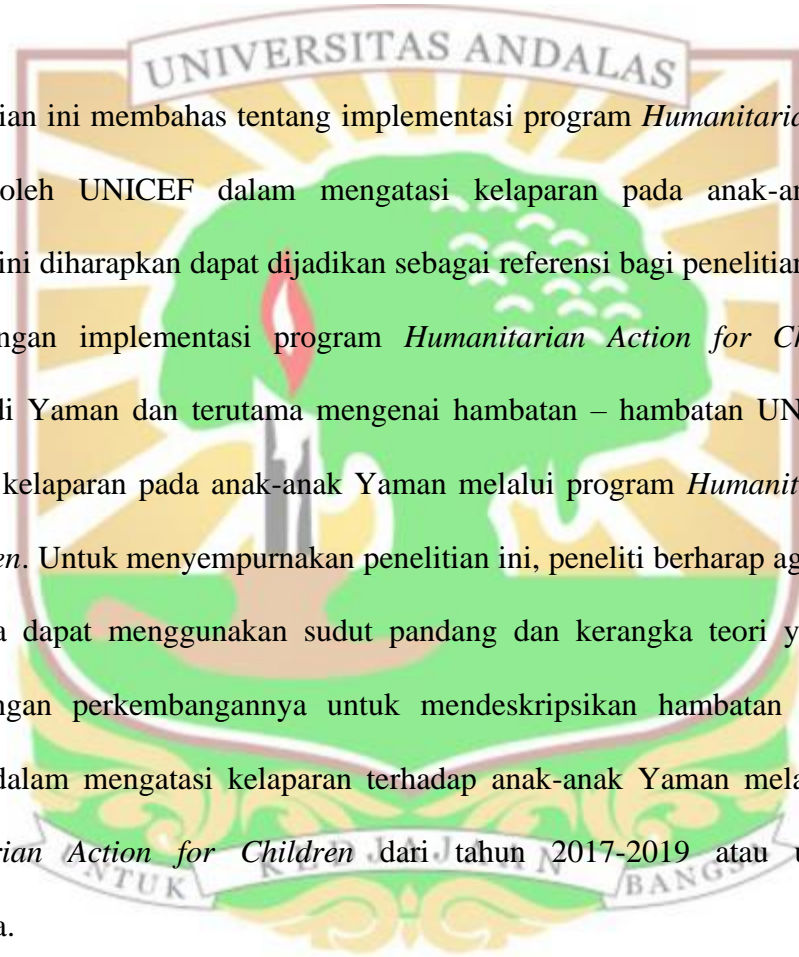 UNIVERSITAS ANDALAS
ian ini membahas tentang implementasi program Humanitaria
oleh UNICEF dalam mengatasi kelaparan pada anak-an
ini diharapkan dapat dijadikan sebagai referensi bagi penelitian
ngan implementasi program Humanitarian Action for Ch
di Yaman dan terutama mengenai hambatan – hambatan UN
kelaparan pada anak-anak Yaman melalui program Humanit
en. Untuk menyempurnakan penelitian ini, peneliti berharap ag
a dapat menggunakan sudut pandang dan kerangka teori y
ngan perkembangannya untuk mendeskripsikan hambatan
dalam mengatasi kelaparan terhadap anak-anak Yaman mela
rian Action for Children dari tahun 2017-2019 atau u
a.
UNTUK KEDJAJAAN BANGSA